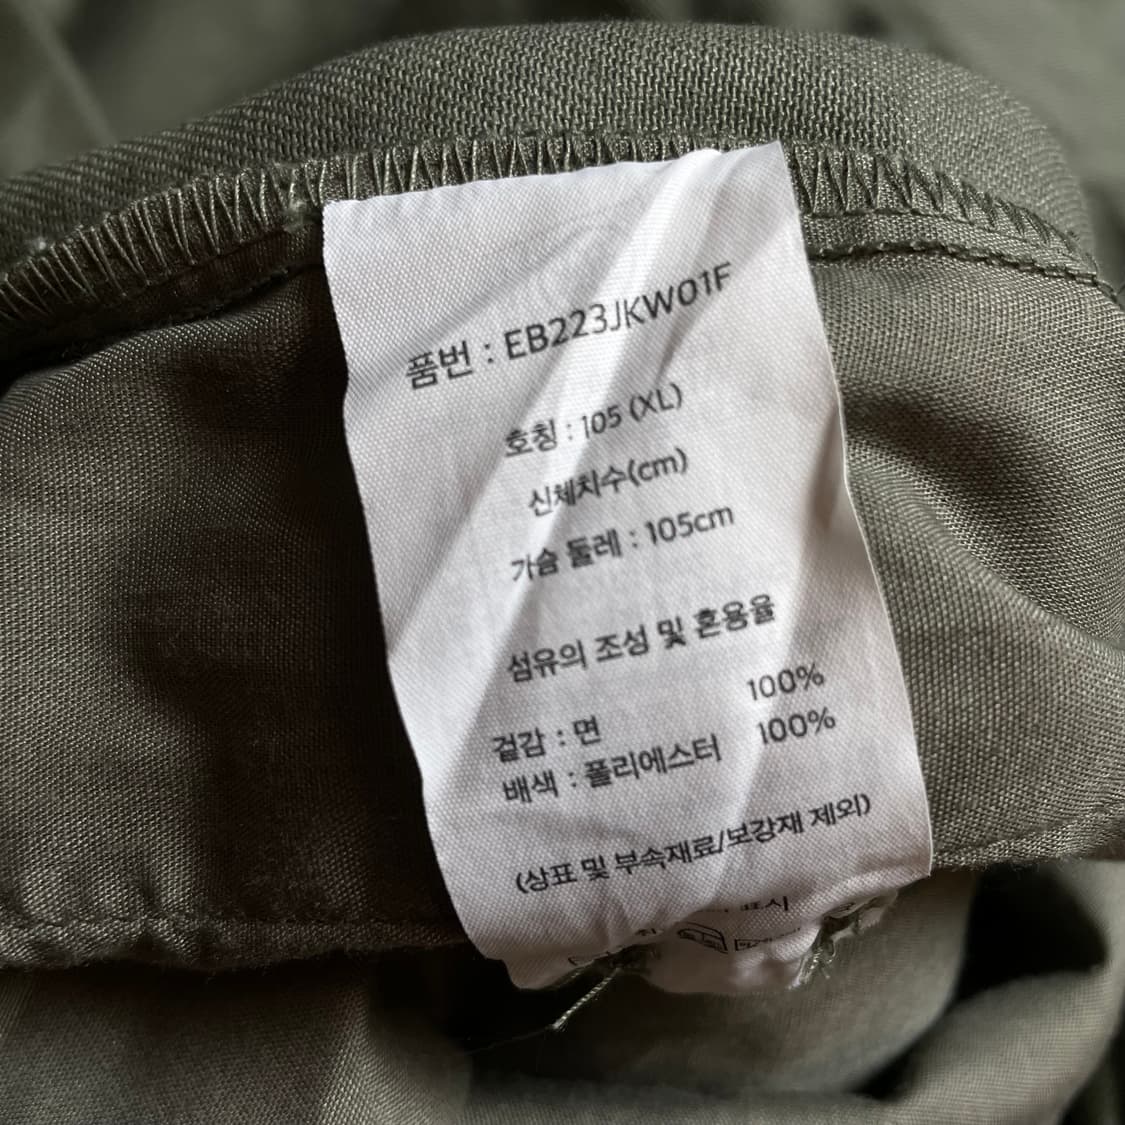 품번 : EB223JKW01F
호칭 : 105 (XL)
신체치수(cm)
가슴 둘레 : 105cm
섬유의 조성 및 혼용율
겉감 : 면 100%
배색 : 폴리에스터 100%
(상표 및 부속재료/보강재 제외)
표시